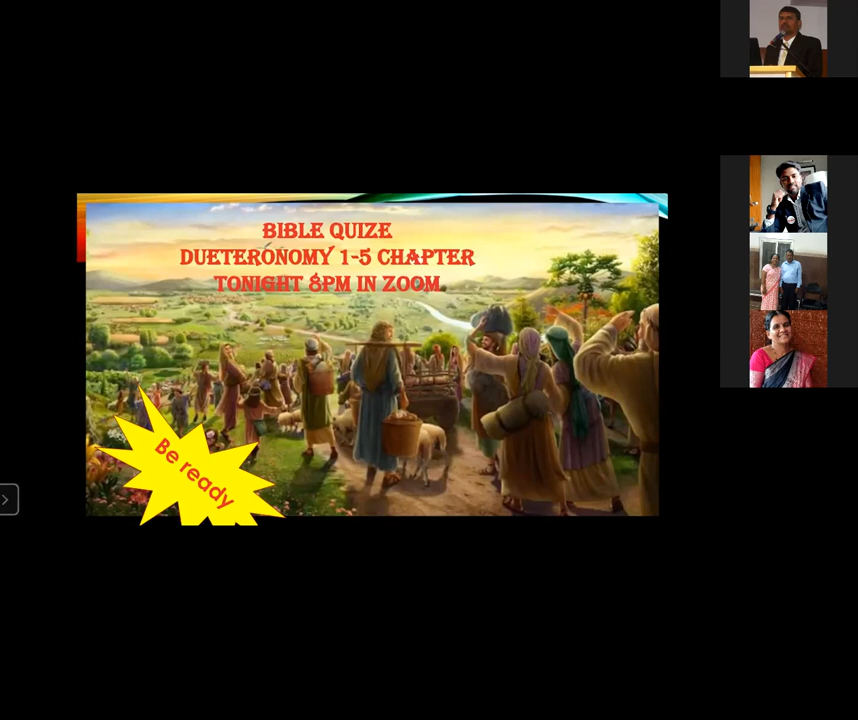 BIBLE QUIZE
DUETERONOMY 1-5 CHAPTER
TONIGHT 8PM IN ZOOM
Be ready